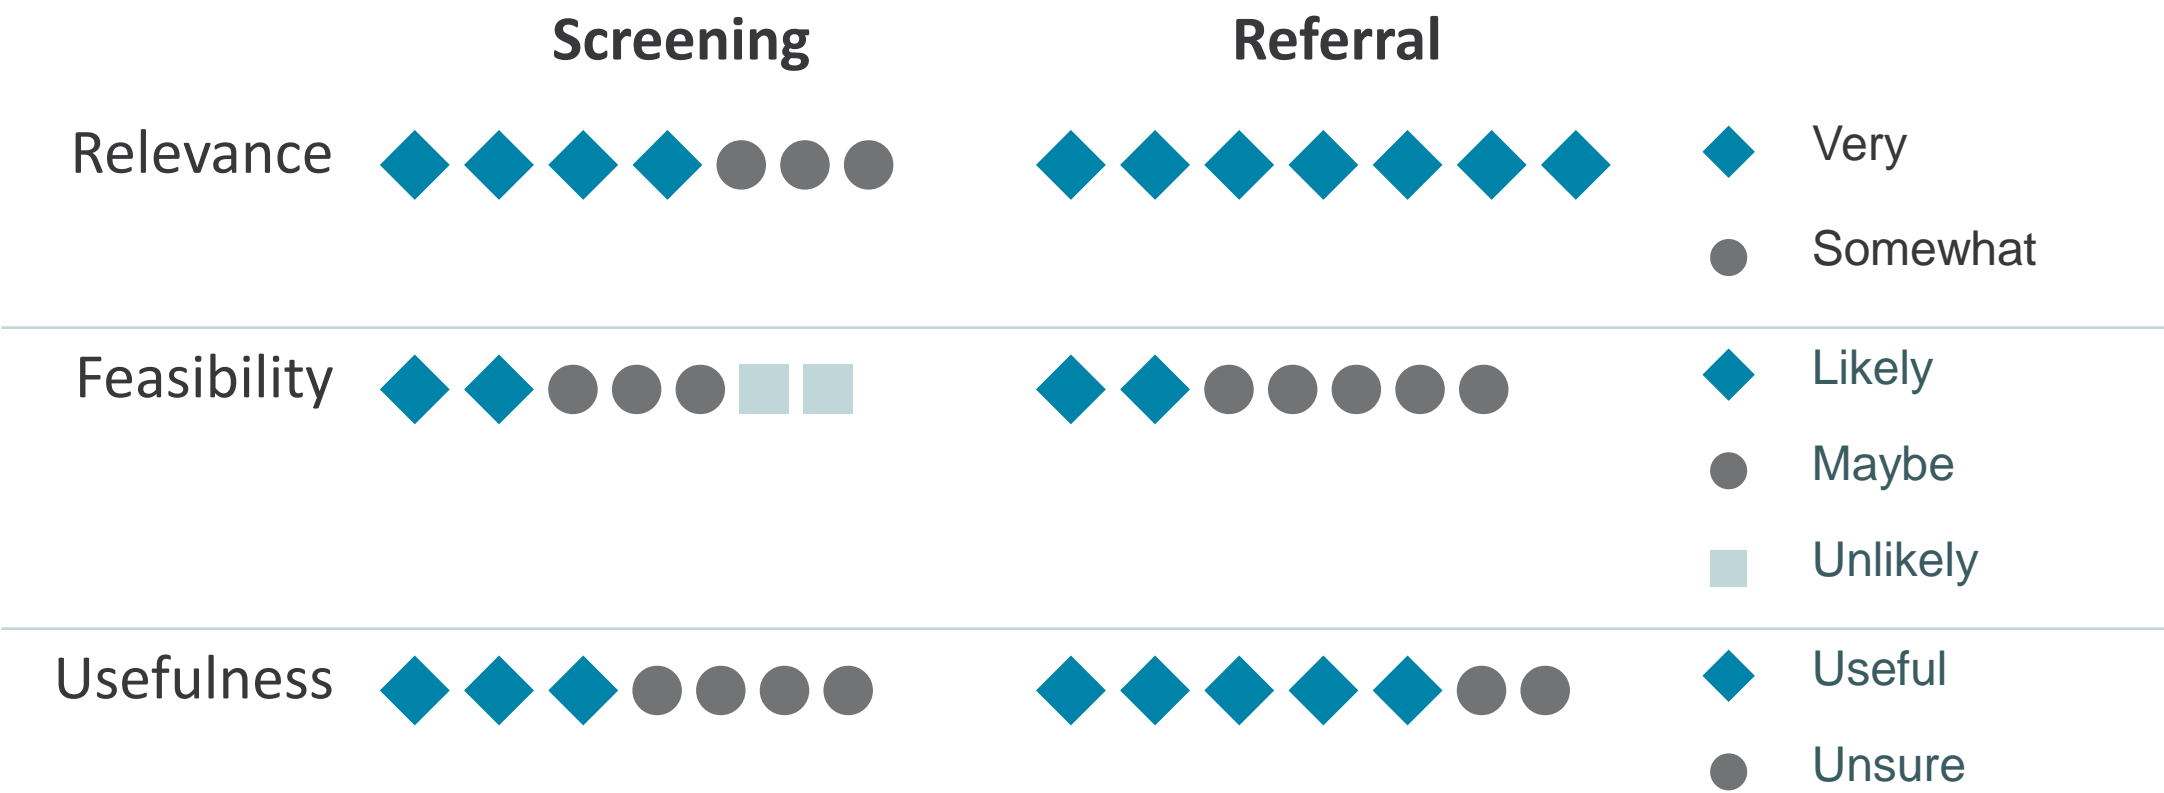 Screening Referral
Relevance
Very
Somewhat
Feasibility
Likely
Maybe
Unlikely
Usefulness
Useful
Unsure